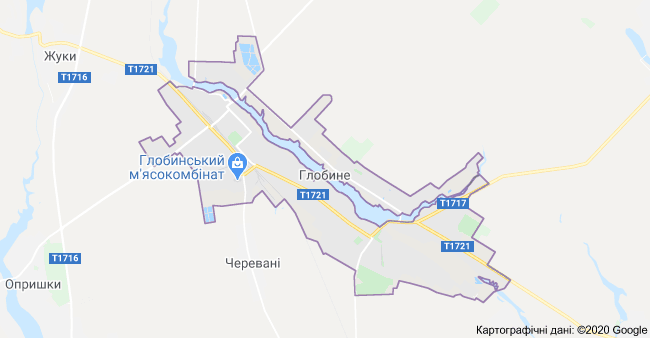 Жуки
T1721
T1716
Глобинський
м'ясокомбінат
Глобине
T1721
T1717
T1721
Черевані
T1716
Опришки
Картографічні дані: ©2020 Google